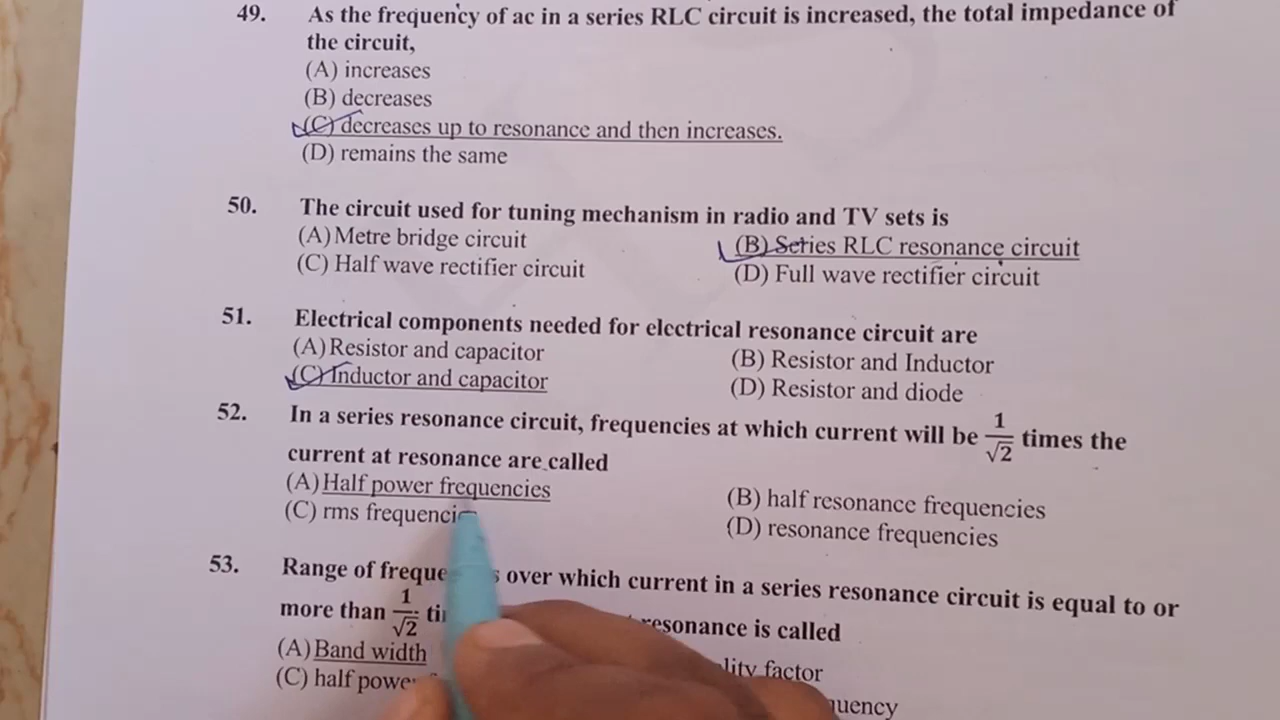 49. As the frequency of ac in a series RLC circuit is increased, the total impedance of
the circuit,
(A) increases
(B) decreases
(C) decreases up to resonance and then increases.
(D) remains the same
50. The circuit used for tuning mechanism in radio and TV sets is
(A) Metre bridge circuit (B) Series RLC resonance circuit
(C) Half wave rectifier circuit (D) Full wave rectifier circuit
51. Electrical components needed for electrical resonance circuit are
(A) Resistor and capacitor (B) Resistor and Inductor
(C) Inductor and capacitor (D) Resistor and diode
52. In a series resonance circuit, frequencies at which current will be 1/√2 times the
current at resonance are called
(A) Half power frequencies (B) half resonance frequencies
(C) rms (D) resonance frequencies
53. Range of over which current in a series resonance circuit is equal to or
more than 1/√2 resonance is called
(A) Band width factor
(C) half